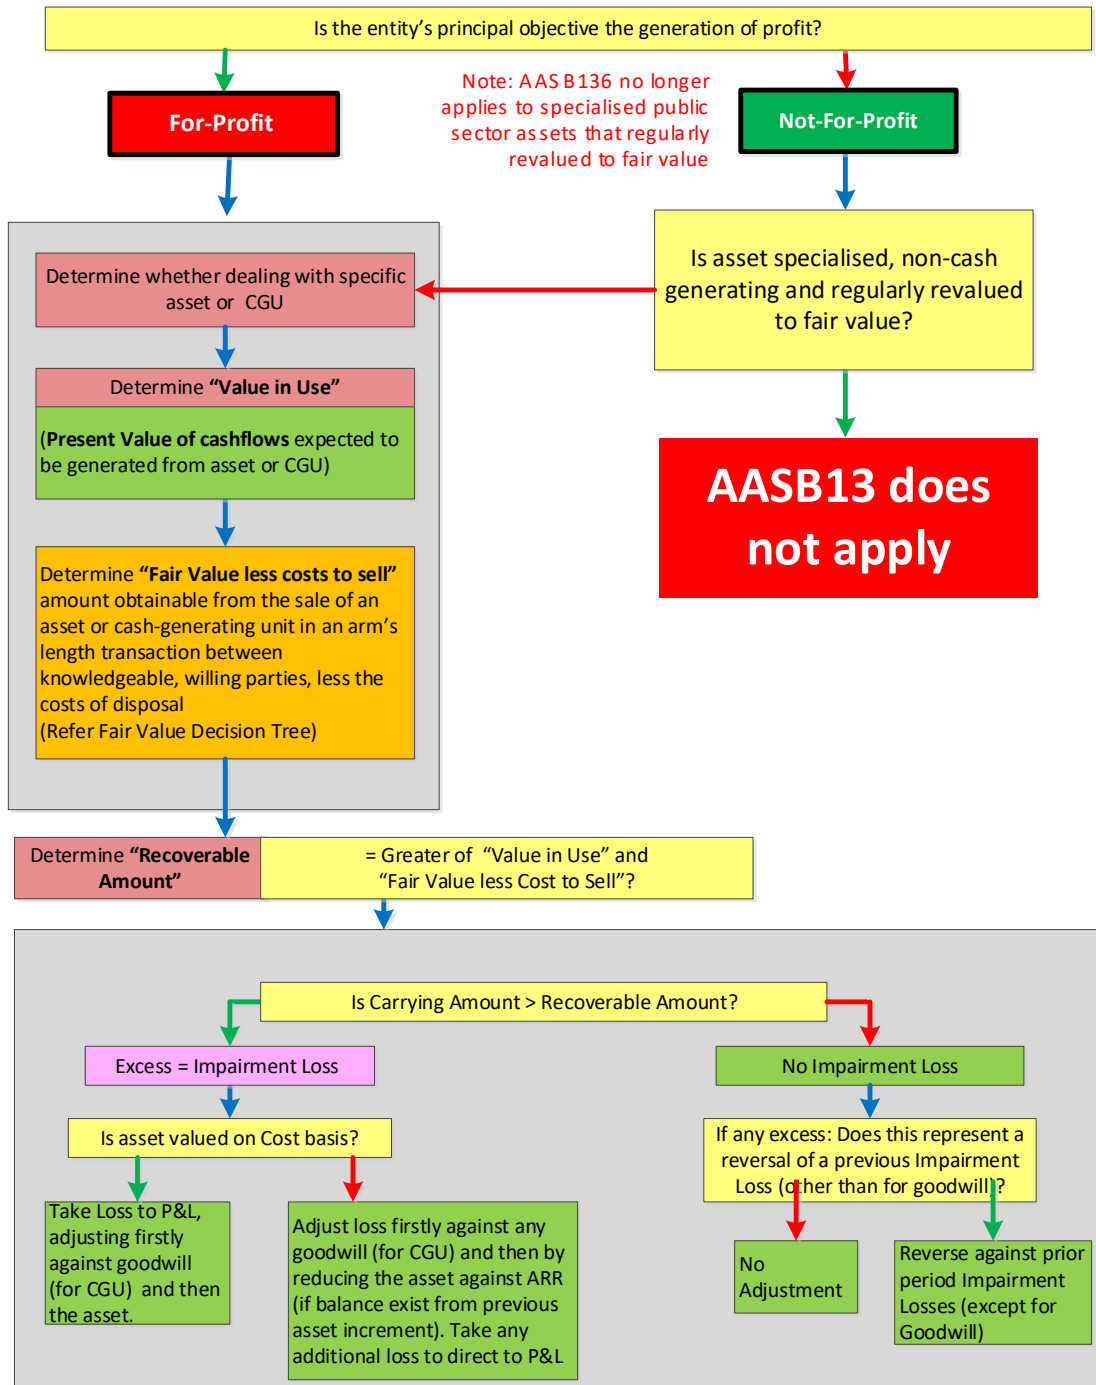 Is the entity's principal objective the generation of profit?
Note: AASB136 no longer
applies to specialised public
sector assets that regularly
revalued to fair value
For-Profit
Not-For-Profit
Determine whether dealing with specific
asset or CGU
Is asset specialised, non-cash
generating and regularly revalued
to fair value?
Determine “Value in Use”
(Present Value of cashflows expected to
be generated from asset or CGU)
AASB13 does
not apply
Determine “Fair Value less costs to sell”
amount obtainable from the sale of an
asset or cash-generating unit in an arm's
length transaction between
knowledgeable, willing parties, less the
costs of disposal
(Refer Fair Value Decision Tree)
Determine “Recoverable
Amount”
= Greater of “Value in Use” and
“Fair Value less Cost to Sell”?
Is Carrying Amount > Recoverable Amount?
Excess = Impairment Loss
No Impairment Loss
Is asset valued on Cost basis?
If any excess: Does this represent a
reversal of a previous Impairment
Loss (other than for goodwill)?
Take Loss to P&L,
adjusting firstly
against goodwill
(for CGU) and then
the asset.
Adjust loss firstly against any
goodwill (for CGU) and then by
reducing the asset against ARR
(if balance exist from previous
asset increment). Take any
additional loss to direct to P&L
No
Adjustment
Reverse against prior
period Impairment
Losses (except for
Goodwill)